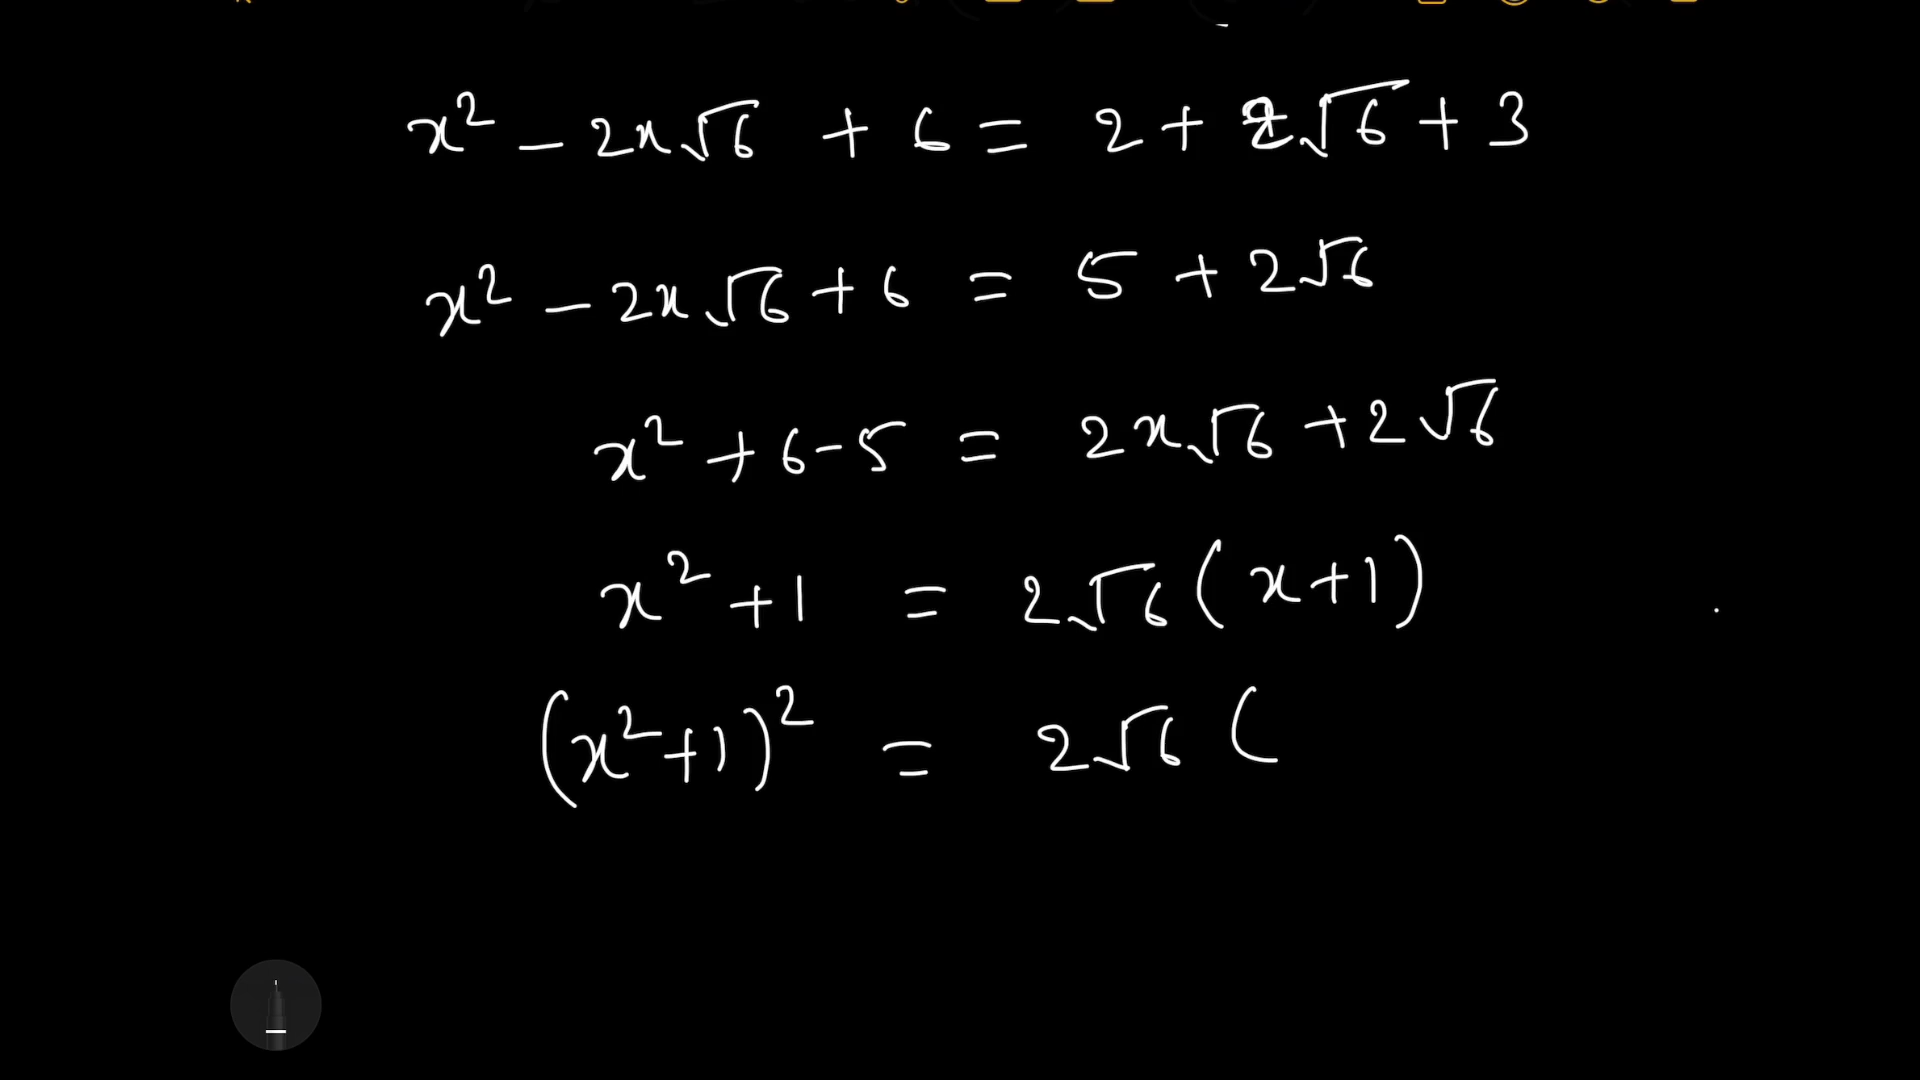 x² - 2x√6 + 6 = 2 + 2√6 + 3
x² - 2x√6 + 6 = 5 + 2√6
x² + 6 - 5 = 2x√6 + 2√6
x² + 1 = 2√6 (x + 1)
(x² + 1)² = 2√6 (